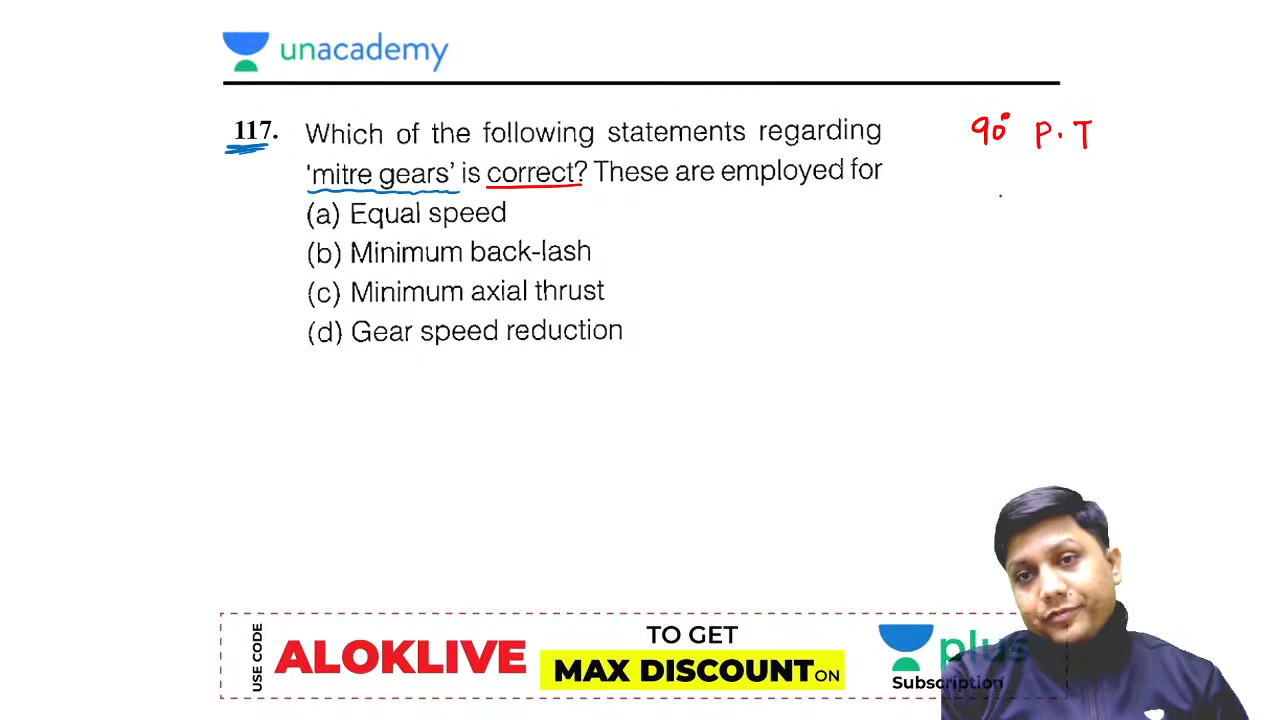 unacademy
117. Which of the following statements regarding
'mitre gears' is correct? These are employed for
(a) Equal speed
(b) Minimum back-lash
(c) Minimum axial thrust
(d) Gear speed reduction
90° P.T
USE CODE
ALOKLIVE
TO GET
MAX DISCOUNT ON
plus
Subscription